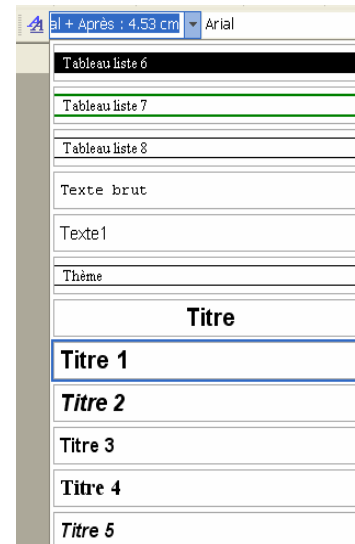 al + Après : 4.53 cm Arial
Tableau liste 6
Tableau liste 7
Tableau liste 8
Texte brut
Texte1
Thème
Titre
Titre 1
Titre 2
Titre 3
Titre 4
Titre 5